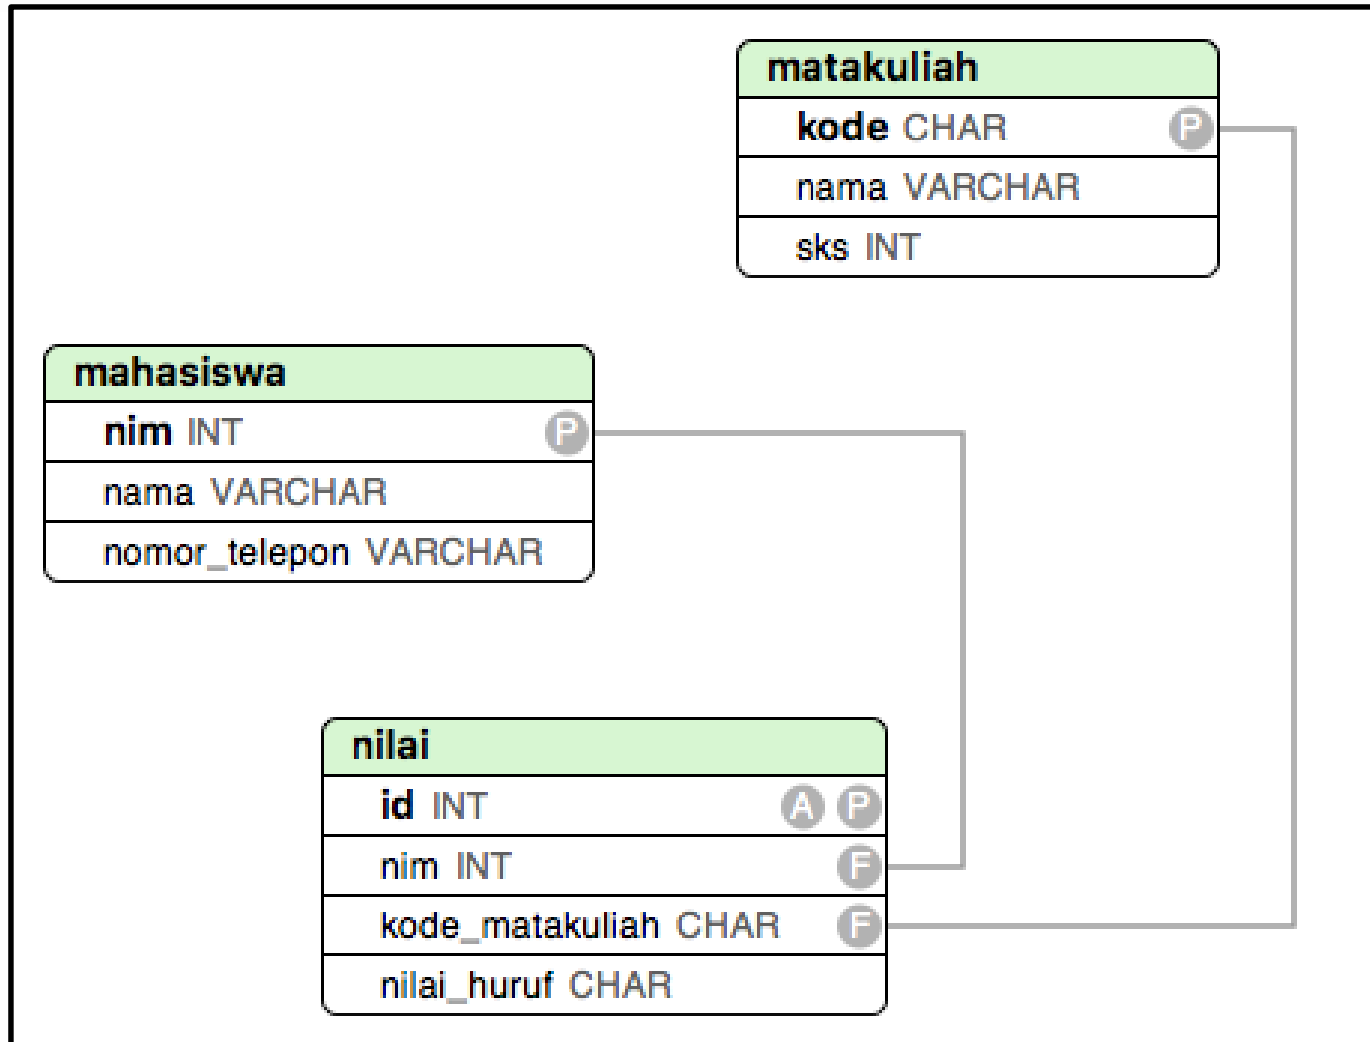 matakuliah
kode CHAR P
nama VARCHAR
sks INT
mahasiswa
nim INT P
nama VARCHAR
nomor_telepon VARCHAR
nilai
id INT A P
nim INT F
kode_matakuliah CHAR F
nilai_huruf CHAR